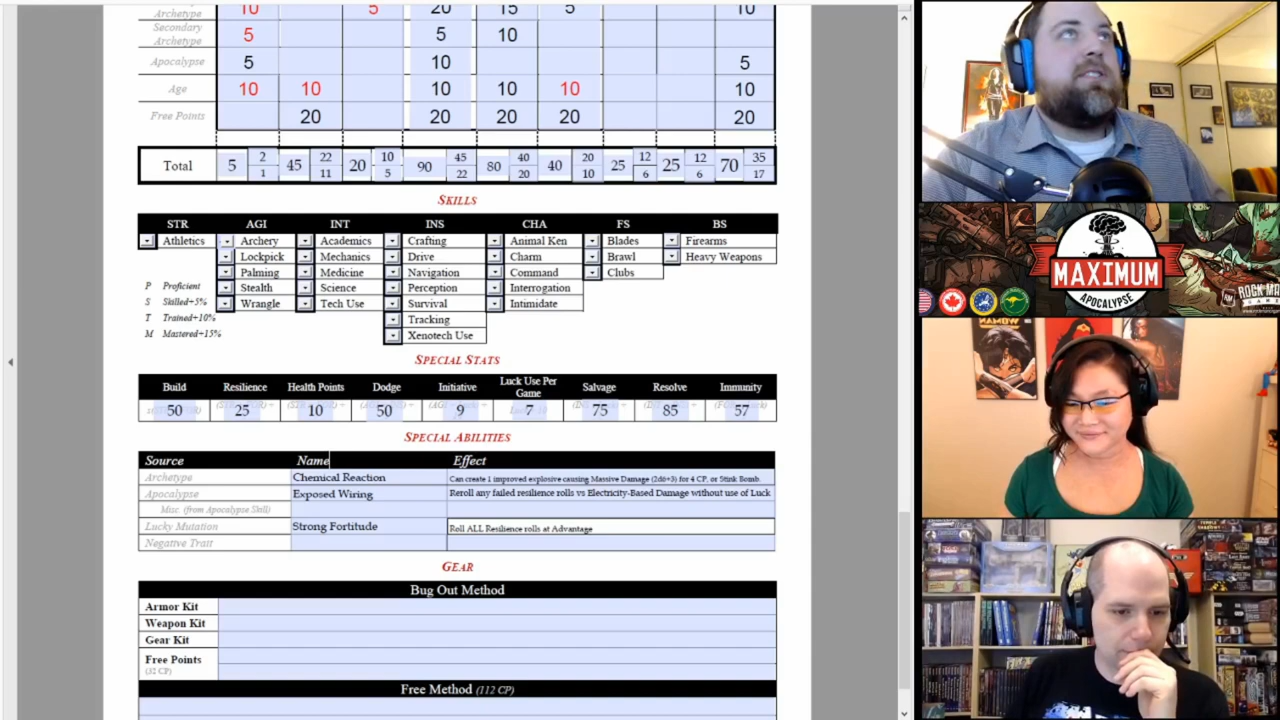 Archetype 10 5 20 15 5 10
Secondary Archetype 5 5 10
Apocalypse 5 10 5
Age 10 10 10 10 10 10
Free Points 20 20 20 20 20
Total 5 2 1 45 22 11 20 10 5 90 45 22 80 40 20 40 20 10 25 12 6 25 12 6 70 35 17
SKILLS
STR AGI INT INS CHA FS BS
Athletics Archery Academics Crafting Animal Ken Blades Firearms
Lockpick Mechanics Drive Charm Brawl Heavy Weapons
Palming Medicine Navigation Command Clubs
P Proficient Stealth Science Perception Interrogation
S Skilled+5% Wrangle Tech Use Survival Intimidate
T Trained+10% Tracking
M Mastered+15% Xenotech Use
SPECIAL STATS
Build Resilience Health Points Dodge Initiative Luck Use Per Game Salvage Resolve Immunity
50 25 10 50 9 7 75 85 57
SPECIAL ABILITIES
Source Name Effect
Archetype Chemical Reaction Can create 1 improved explosive causing Massive Damage (2d6+3) for 4 CP, or Stink Bomb.
Apocalypse Exposed Wiring Reroll any failed resilience rolls vs Electricity-Based Damage without use of Luck
Misc. (from Apocalypse Skill)
Lucky Mutation Strong Fortitude Roll ALL Resilience rolls at Advantage
Negative Trait
GEAR
Bug Out Method
Armor Kit
Weapon Kit
Gear Kit
Free Points
(32 CP)
Free Method (112 CP)
MAXIMUM
APOCALYPSE